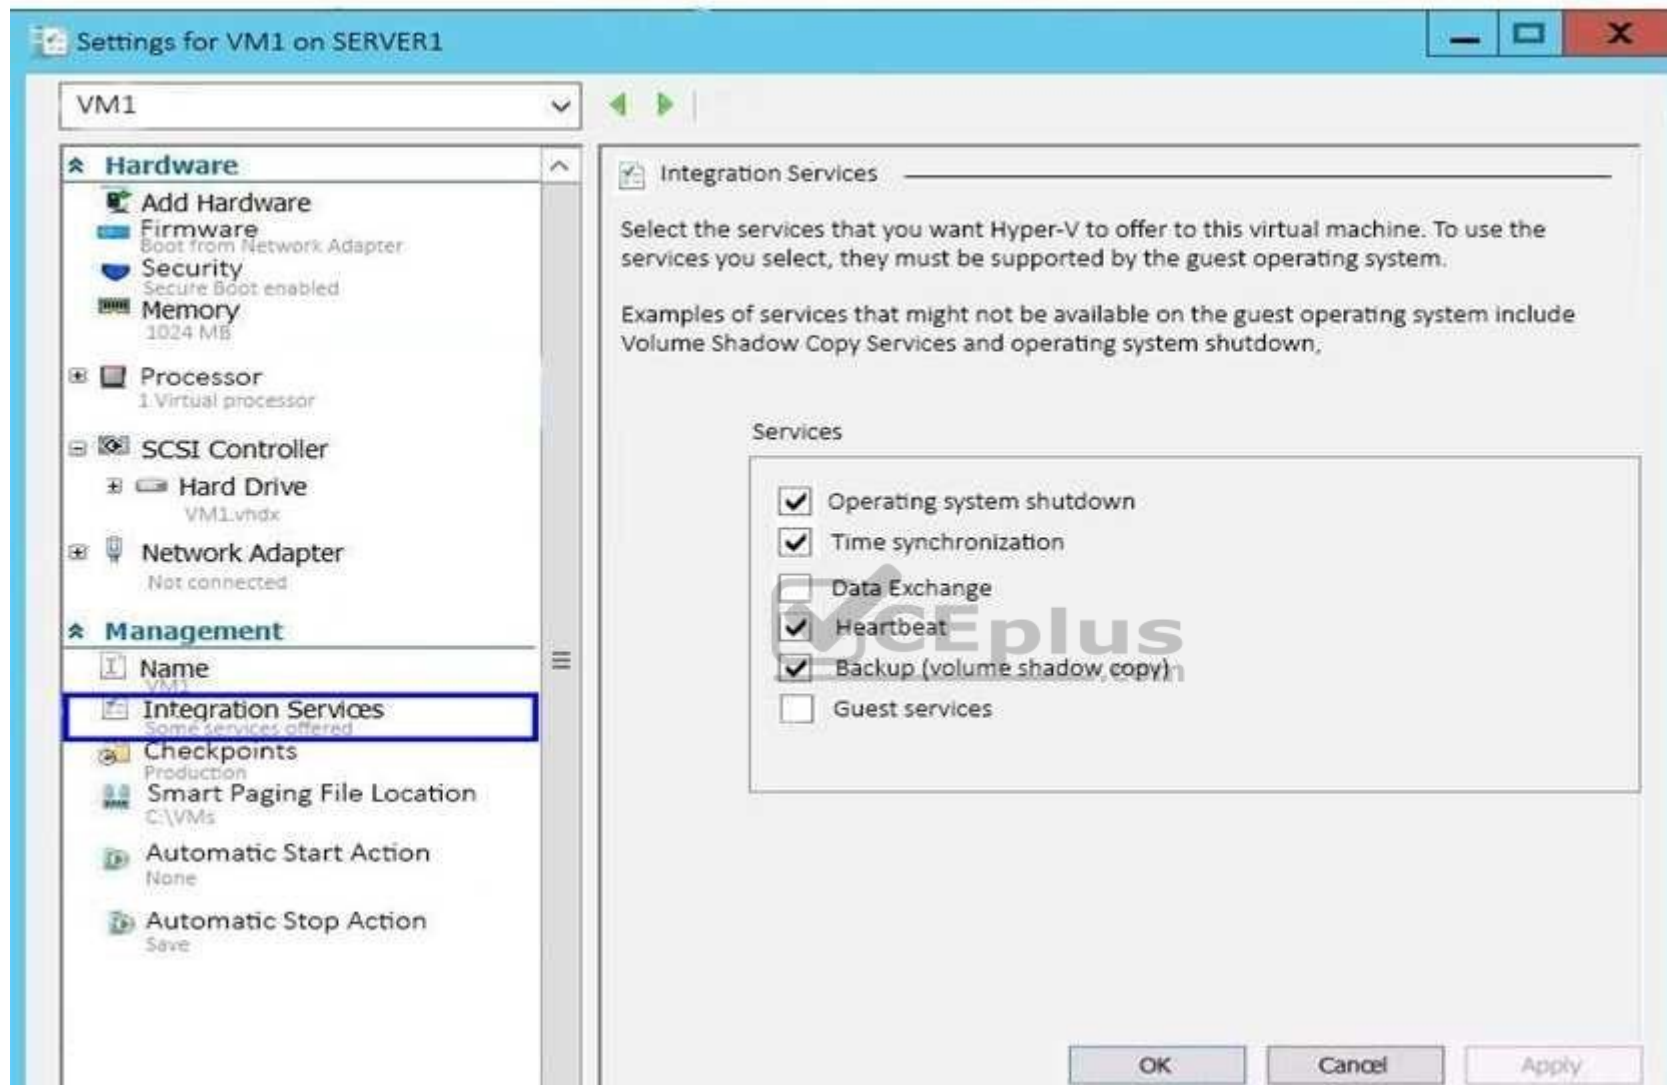 Settings for VM1 on SERVER1
VM1
Hardware
Add Hardware
Firmware
Boot from Network Adapter
Security
Secure Boot enabled
Memory
1024 MB
Processor
1 Virtual processor
SCSI Controller
Hard Drive
VM1.vhdx
Network Adapter
Not connected
Management
Name
VM1
Integration Services
Some services offered
Checkpoints
Production
Smart Paging File Location
C:\VMs
Automatic Start Action
None
Automatic Stop Action
Save
Integration Services
Select the services that you want Hyper-V to offer to this virtual machine. To use the
services you select, they must be supported by the guest operating system.
Examples of services that might not be available on the guest operating system include
Volume Shadow Copy Services and operating system shutdown,
Services
Operating system shutdown
Time synchronization
Data Exchange
Heartbeat
Backup (volume shadow copy)
Guest services
CEplus
OK
Cancel
Apply